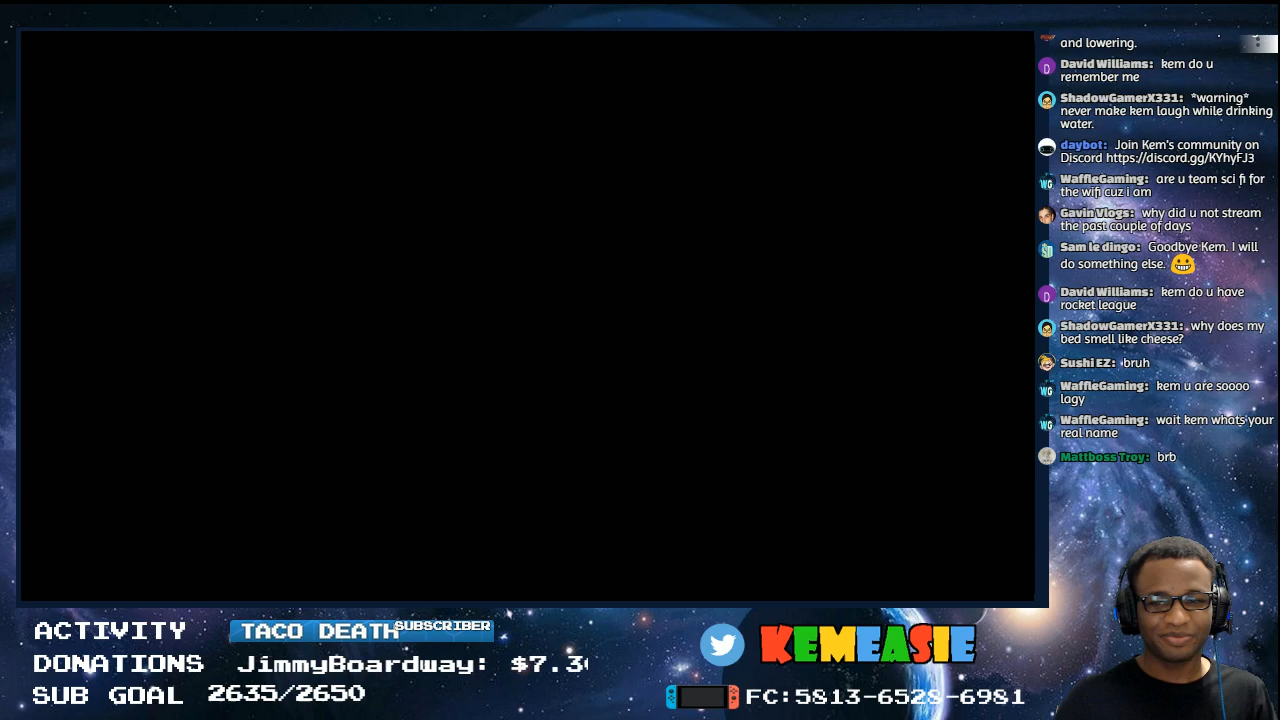 and lowering.
David Williams: kem do u
remember me
ShadowGamerX331: *warning*
never make kem laugh while drinking
water.
daybot: Join Kem's community on
Discord https://discord.gg/KYhyFJ3
WaffleGaming: are u team sci fi for
the wifi cuz i am
Gavin Vlogs: why did u not stream
the past couple of days
Sam le dingo: Goodbye Kem. I will
do something else.
David Williams: kem do u have
rocket league
ShadowGamerX331: why does my
bed smell like cheese?
Sushi EZ: bruh
WaffleGaming: kem u are soooo
lagy
WaffleGaming: wait kem whats your
real name
Mattboss Troy: brb
ACTIVITY TACO DEATH SUBSCRIBER
DONATIONS JimmyBoardway: $7.3
SUB GOAL 2635/2650
KEMEASIE
FC:5813-6528-6981